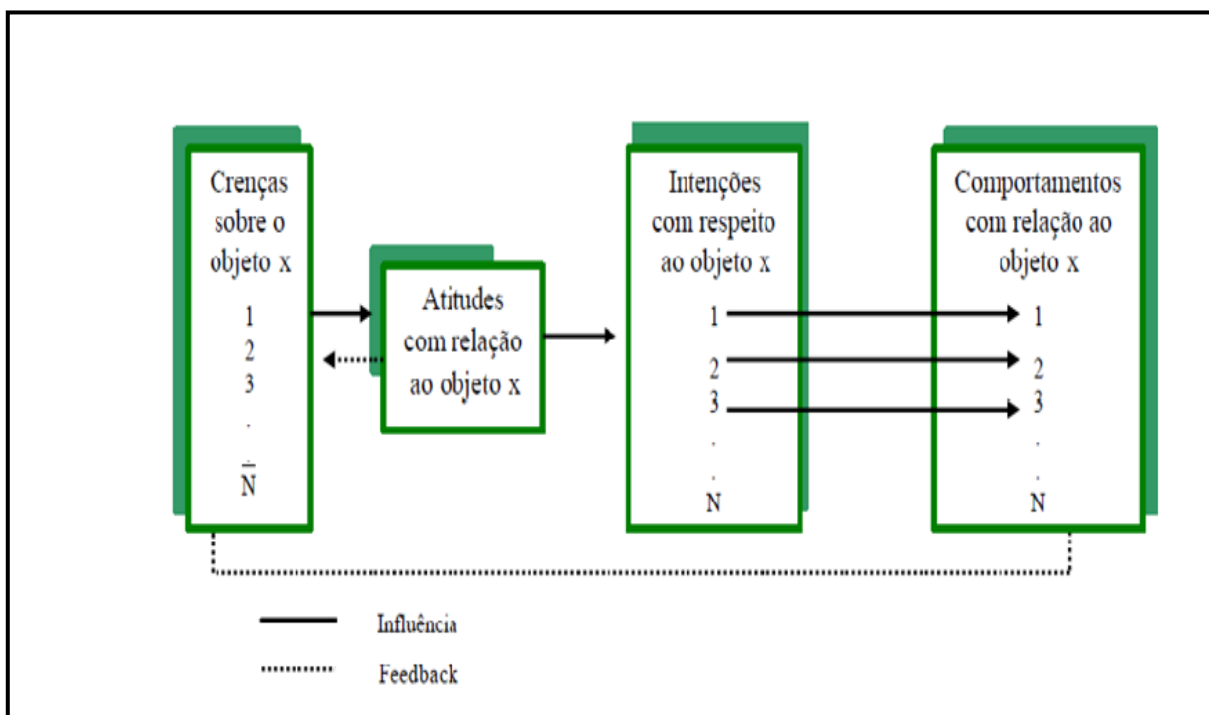 Crenças
sobre o
objeto x
1
2
3
.
.
N
Atitudes
com relação
ao objeto x
Intenções
com respeito
ao objeto x
1
2
3
.
.
N
Comportamentos
com relação ao
objeto x
1
2
3
.
.
N
Influência
Feedback